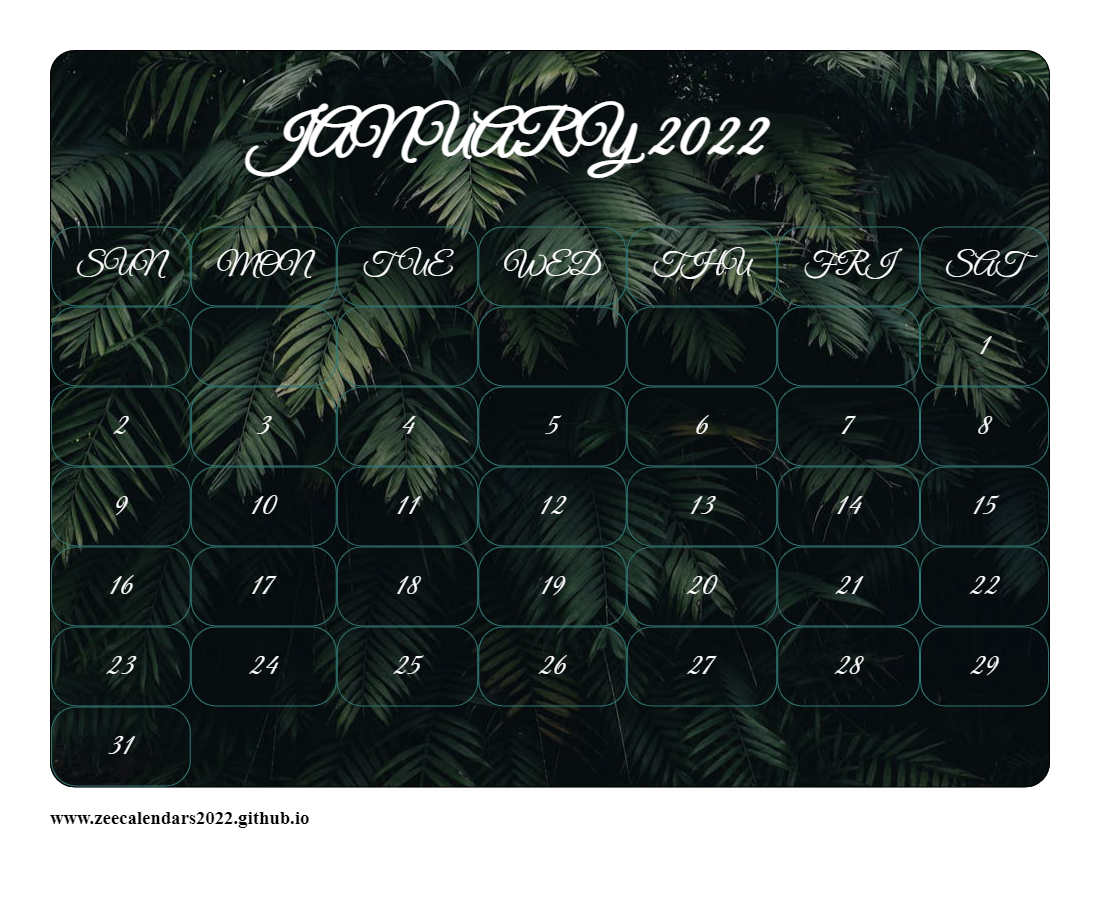 JANUARY 2022
SUN MON TUE WED THU FRI SAT
1
2 3 4 5 6 7 8
9 10 11 12 13 14 15
16 17 18 19 20 21 22
23 24 25 26 27 28 29
31
www.zeecalendars2022.github.io